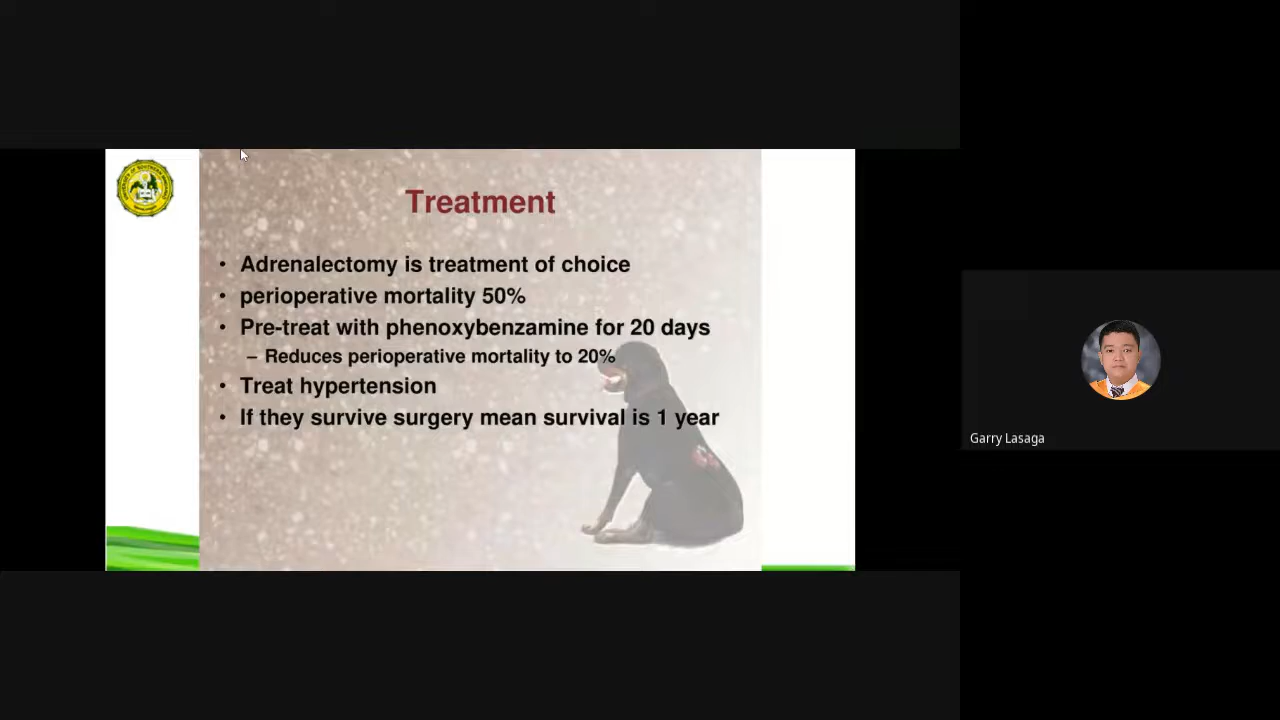 Treatment
• Adrenalectomy is treatment of choice
• perioperative mortality 50%
• Pre-treat with phenoxybenzamine for 20 days
– Reduces perioperative mortality to 20%
• Treat hypertension
• If they survive surgery mean survival is 1 year
Garry Lasaga